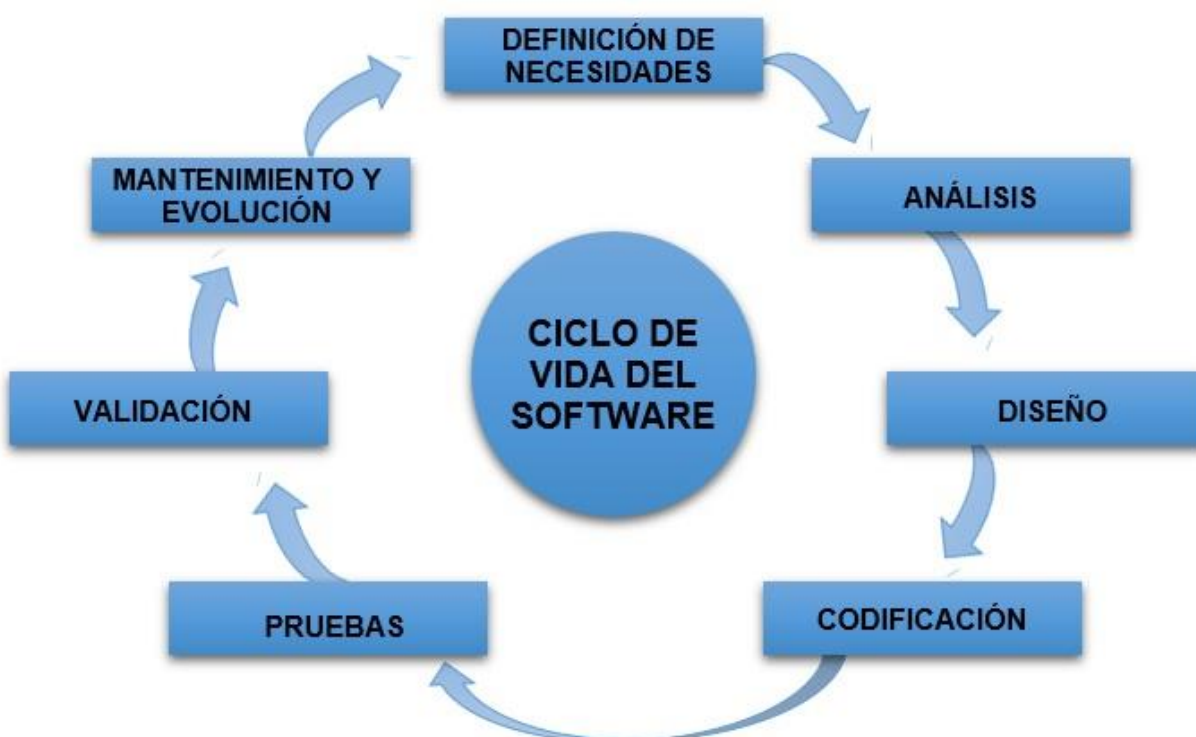 DEFINICIÓN DE
NECESIDADES
ANÁLISIS
DISEÑO
CODIFICACIÓN
PRUEBAS
VALIDACIÓN
MANTENIMIENTO Y
EVOLUCIÓN
CICLO DE
VIDA DEL
SOFTWARE